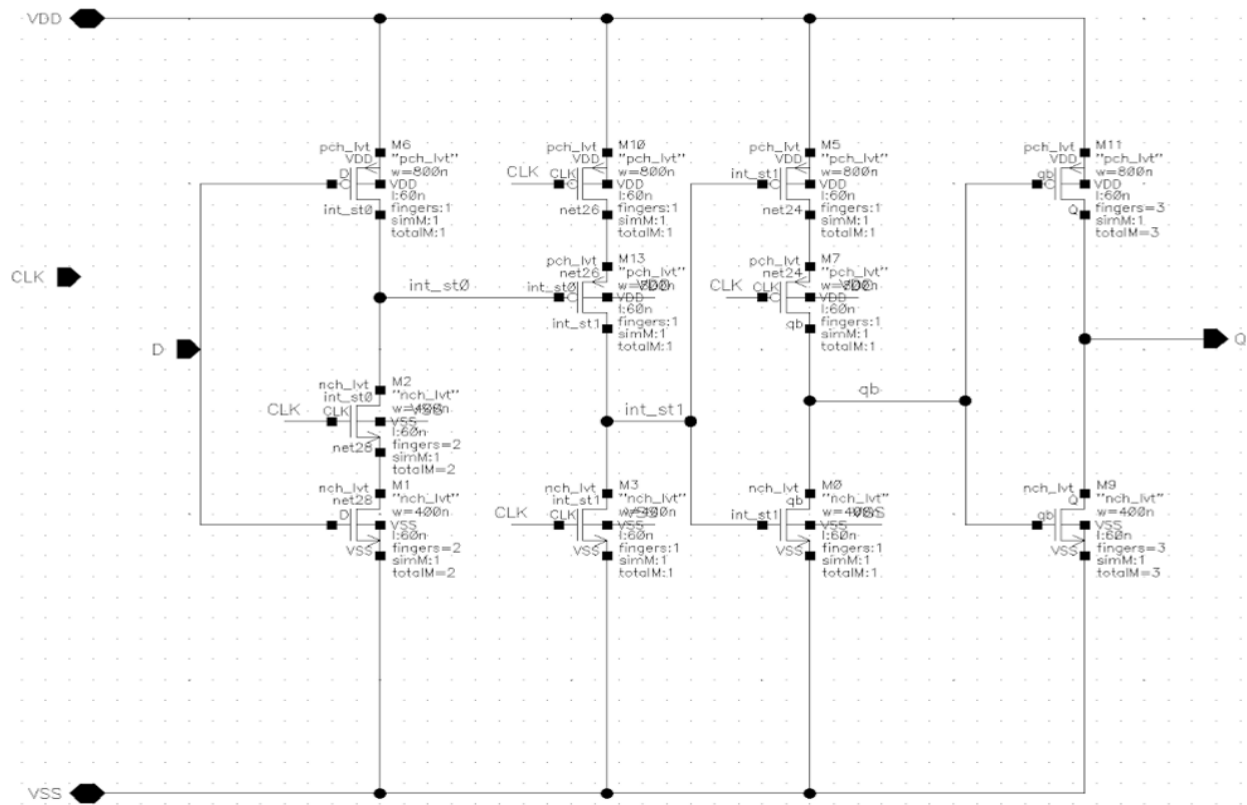 VDD
CLK
D
VSS
Q
pch_lvt
M6
VDD
"pch_lvt"
w=800n
D
VDD
l:60n
int_st0
fingers:1
simM:1
totalM:1
int_st0
nch_lvt
M2
int_st0
"nch_lvt"
CLK
CLK
VSS
l:60n
net28
fingers=2
simM:1
totalM=2
nch_lvt
M1
net28
"nch_lvt"
w=400n
D
VSS
l:60n
VSS
fingers=2
simM:1
totalM=2
pch_lvt
M10
VDD
"pch_lvt"
w=800n
CLK
CLK
VDD
l:60n
net26
fingers:1
simM:1
totalM:1
pch_lvt
M13
net26
"pch_lvt"
int_st0
VDD
l:60n
int_st1
fingers:1
simM:1
totalM:1
int_st1
nch_lvt
M3
int_st1
"nch_lvt"
CLK
CLK
VSS
l:60n
VSS
fingers:1
simM:1
totalM:1
pch_lvt
M5
VDD
"pch_lvt"
w=800n
int_st1
VDD
l:60n
net24
fingers:1
simM:1
totalM:1
pch_lvt
M7
net24
"pch_lvt"
CLK
CLK
VDD
l:60n
qb
fingers:1
simM:1
totalM:1
qb
nch_lvt
M0
qb
"nch_lvt"
int_st1
VSS
l:60n
VSS
fingers:1
simM:1
totalM:1
pch_lvt
M11
VDD
"pch_lvt"
w=800n
qb
VDD
l:60n
Q
fingers=3
simM:1
totalM=3
nch_lvt
M9
Q
"nch_lvt"
w=400n
qb
VSS
l:60n
VSS
fingers=3
simM:1
totalM=3